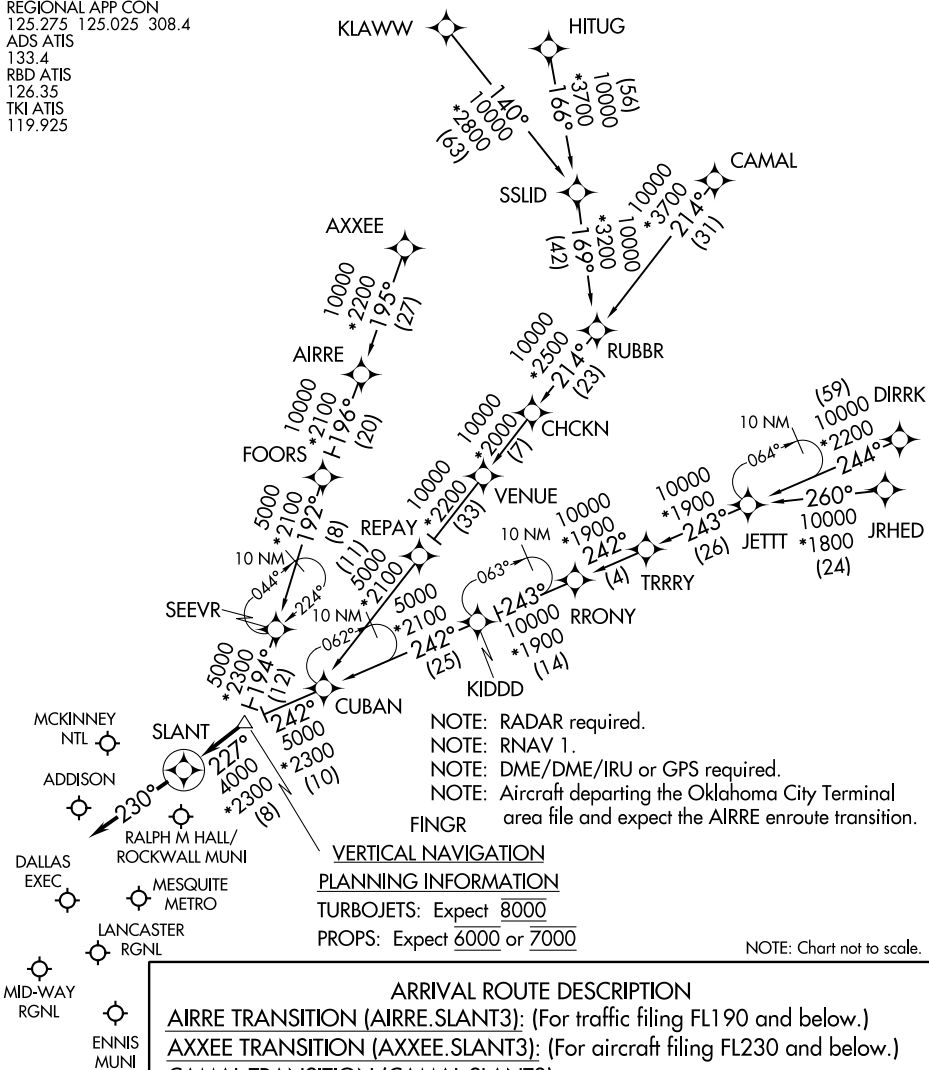 REGIONAL APP CON
125.275 125.025 308.4
ADS ATIS
133.4
RBD ATIS
126.35
TKI ATIS
119.925
KLAWW
HITUG
140°
10000
*2800
(63)
(56)
10000
*3700
166°
CAMAL
10000
*3700
214°
(31)
SSLID
10000
*3200
169°
(42)
AXXEE
10000
*2200
195°
(27)
RUBBR
10000
*2500
214°
(23)
AIRRE
10000
*2100
196°
(20)
CHCKN
10000
*2000
(7)
DIRRK
(59)
10000
*2200
244°
10 NM
064°
FOORS
5000
*2100
192°
(8)
VENUE
10000
*2200
(33)
260°
10000
*1800
(24)
JRHED
JETTT
10000
*1900
243°
(26)
REPAY
(11)
5000
*2100
TRRRY
10000
*1900
242°
(4)
10 NM
063°
RRONY
243°
10000
*1900
(14)
10 NM
044°
224°
SEEVR
10 NM
062°
5000
*2100
242°
(25)
KIDDD
5000
*2300
194°
(12)
CUBAN
242°
5000
*2300
(10)
MCKINNEY
NTL
SLANT
227°
4000
*2300
(8)
ADDISON
230°
RALPH M HALL/
ROCKWALL MUNI
NOTE: RADAR required.
NOTE: RNAV 1.
NOTE: DME/DME/IRU or GPS required.
NOTE: Aircraft departing the Oklahoma City Terminal
area file and expect the AIRRE enroute transition.
FINGR
VERTICAL NAVIGATION
PLANNING INFORMATION
TURBOJETS: Expect 8000
PROPS: Expect 6000 or 7000
DALLAS
EXEC
MESQUITE
METRO
LANCASTER
RGNL
MID-WAY
RGNL
ENNIS
MUNI
NOTE: Chart not to scale.
ARRIVAL ROUTE DESCRIPTION
AIRRE TRANSITION (AIRRE.SLANT3): (For traffic filing FL190 and below.)
AXXEE TRANSITION (AXXEE.SLANT3): (For aircraft filing FL230 and below.)
CAMAL TRANSITION (CAMAL.SLANT3)